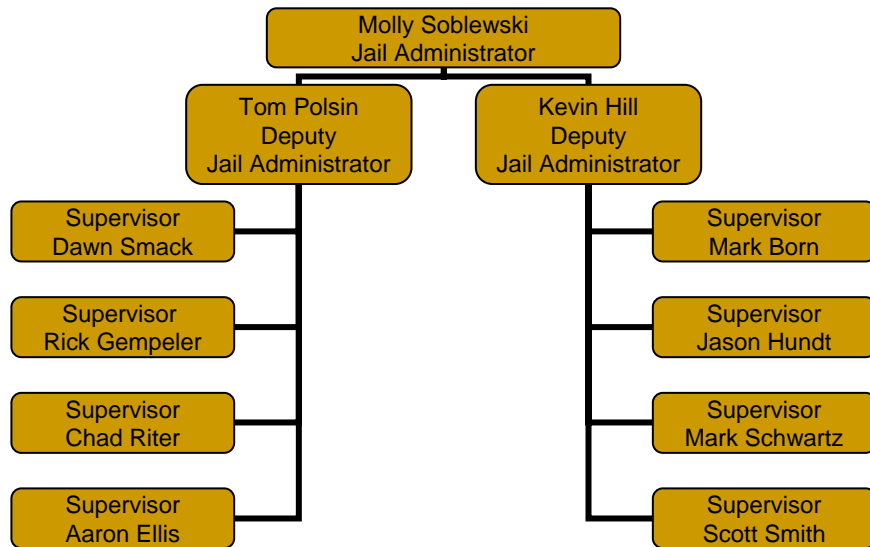 Molly Soblewski
Jail Administrator
Tom Polsin
Deputy
Jail Administrator
Kevin Hill
Deputy
Jail Administrator
Supervisor
Dawn Smack
Supervisor
Mark Born
Supervisor
Rick Gempeler
Supervisor
Jason Hundt
Supervisor
Chad Riter
Supervisor
Mark Schwartz
Supervisor
Aaron Ellis
Supervisor
Scott Smith